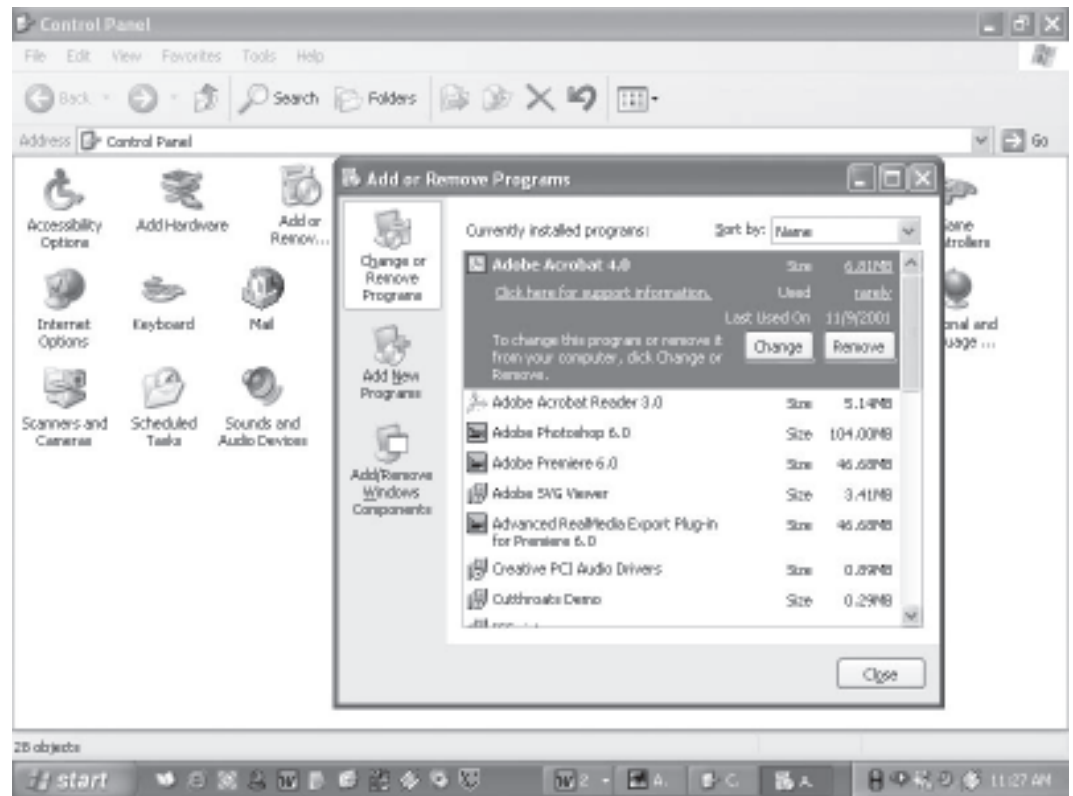 Control Panel
File Edit View Favorites Tools Help
Back Search Folders
Address Control Panel Go
Accessibility Options
Add Hardware
Add or Remov...
Internet Options
Keyboard
Mail
Scanners and Cameras
Scheduled Tasks
Sounds and Audio Devices
Add or Remove Programs
Change or Remove Programs
Add New Programs
Add/Remove Windows Components
Currently installed programs: Sort by: Name
Adobe Acrobat 4.0 Size 6.81MB
Click here for support information. Used rarely
Last Used On 11/9/2001
To change this program or remove it from your computer, click Change or Remove.
Change Remove
Adobe Acrobat Reader 3.0 Size 5.14MB
Adobe Photoshop 6.0 Size 104.00MB
Adobe Premiere 6.0 Size 46.68MB
Adobe SVG Viewer Size 3.41MB
Advanced RealMedia Export Plug-in for Premiere 6.0 Size 46.68MB
Creative PCI Audio Drivers Size 0.89MB
Cutthroats Demo Size 0.29MB
Close
28 objects
start W 2 A. C. A. 11:27 AM